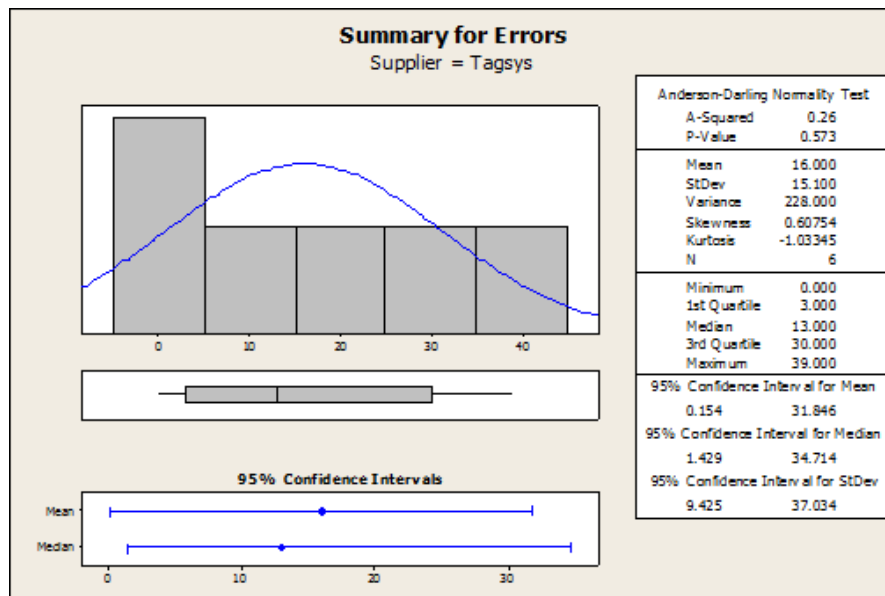 Summary for Errors
Supplier = Tagsys
0 10 20 30 40
95% Confidence Intervals
Mean
Median
0 10 20 30
Anderson-Darling Normality Test
A-Squared 0.26
P-Value 0.573
Mean 16.000
StDev 15.100
Variance 228.000
Skewness 0.60754
Kurtosis -1.03345
N 6
Minimum 0.000
1st Quartile 3.000
Median 13.000
3rd Quartile 30.000
Maximum 39.000
95% Confidence Interval for Mean
0.154 31.846
95% Confidence Interval for Median
1.429 34.714
95% Confidence Interval for StDev
9.425 37.034